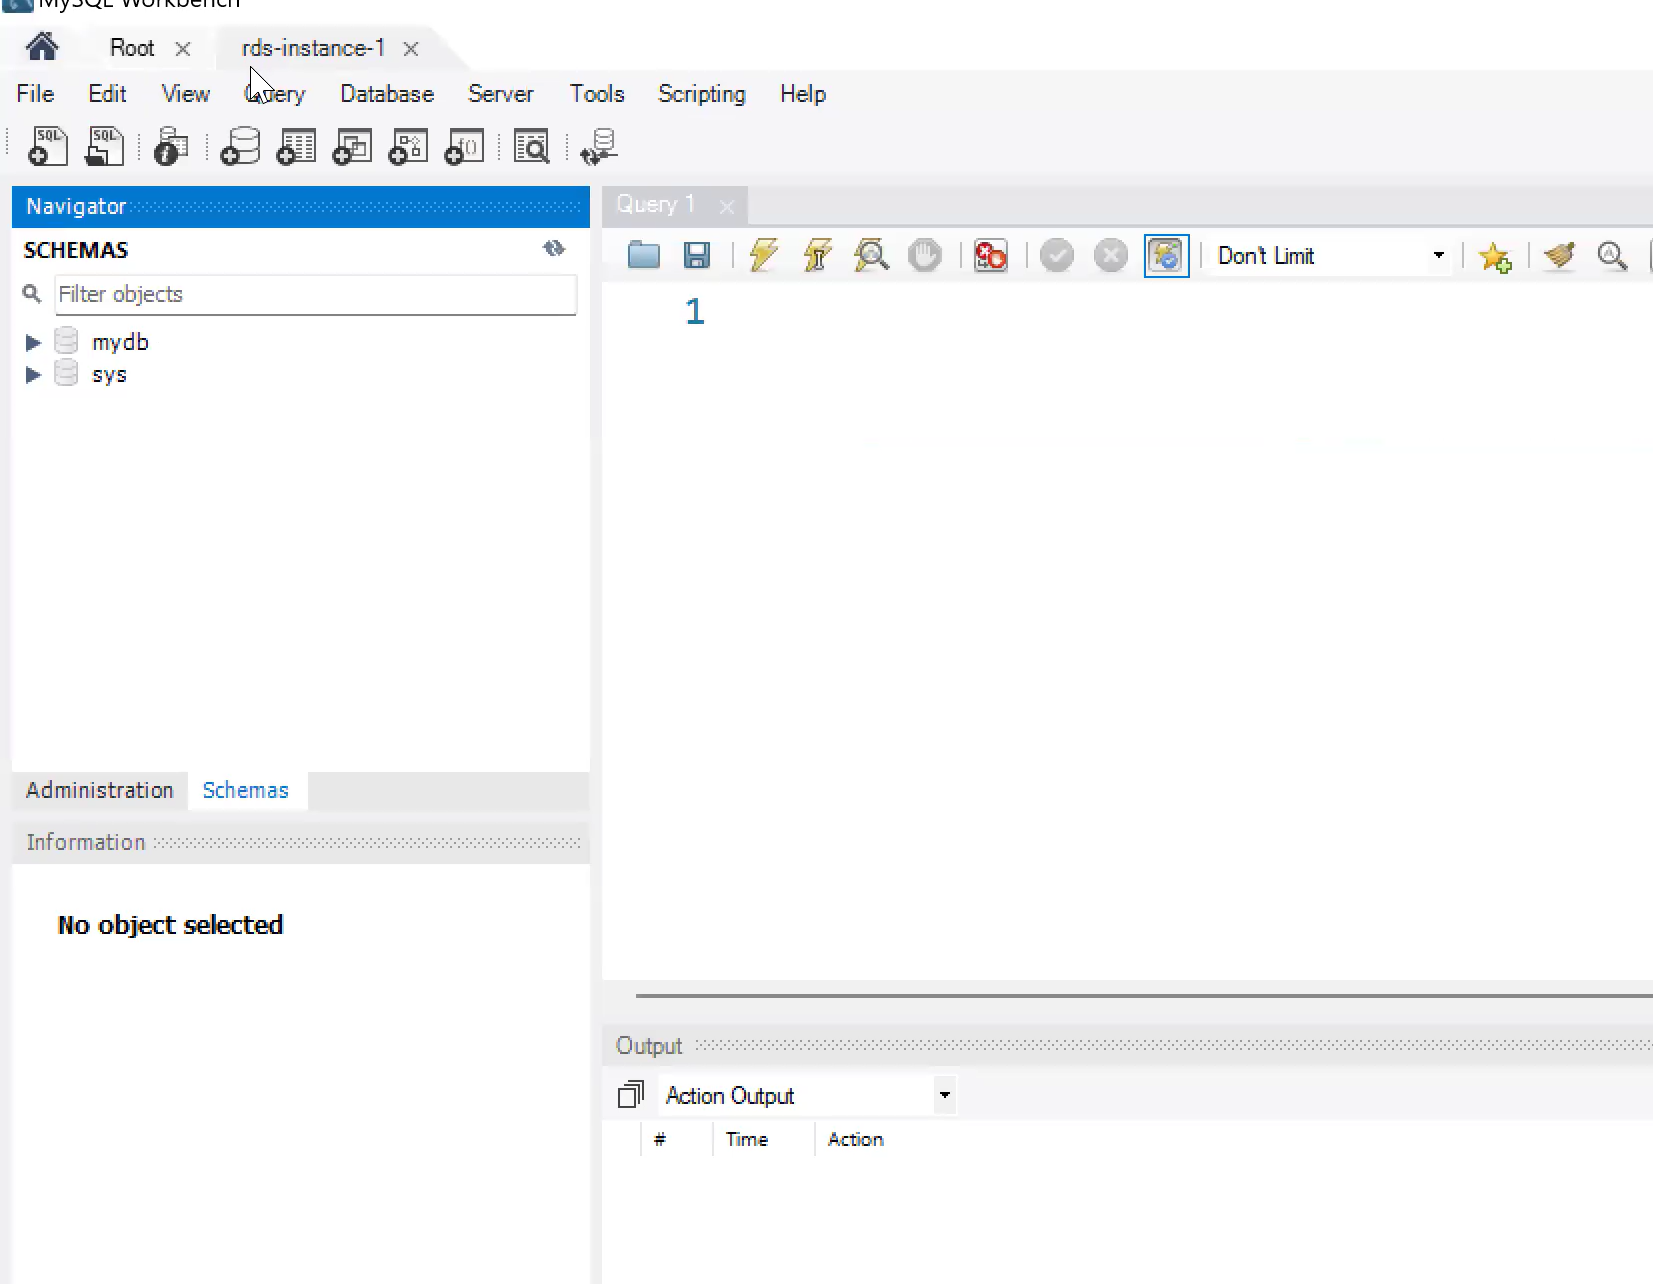 MySQL Workbench
Root
rds-instance-1
File Edit View Query Database Server Tools Scripting Help
SQL SQL
Navigator
SCHEMAS
Filter objects
mydb
sys
Administration Schemas
Information
No object selected
Query 1
Don't Limit
1
Output
Action Output
# Time Action